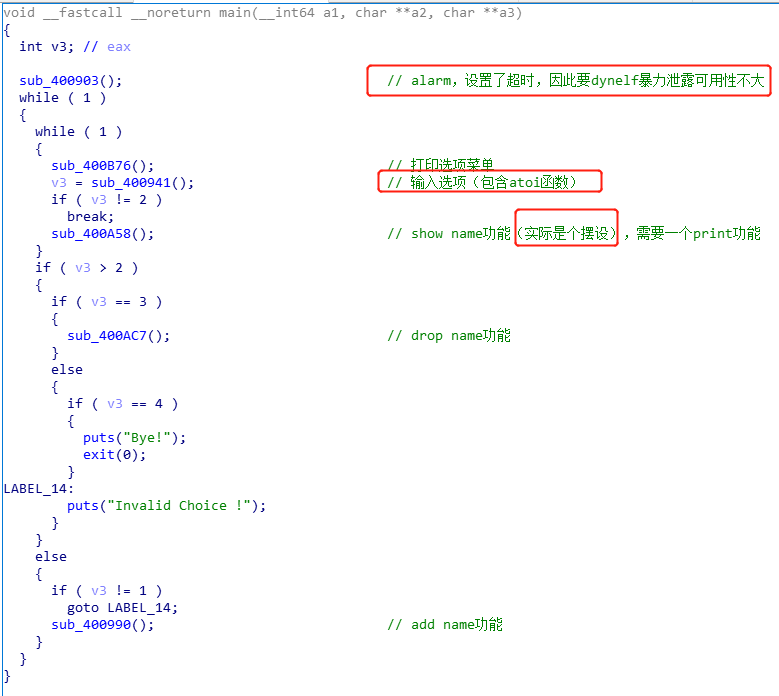 void __fastcall __noreturn main(__int64 a1, char **a2, char **a3)
{
  int v3; // eax
  sub_400903();                                 // alarm，设置了超时，因此要dynelf暴力泄露可用性不大
  while ( 1 )
  {
    while ( 1 )
    {
      sub_400B76();                             // 打印选项菜单
      v3 = sub_400941();                        // 输入选项（包含atoi函数）
      if ( v3 != 2 )
        break;
      sub_400A58();                             // show name功能（实际是个摆设），需要一个print功能
    }
    if ( v3 > 2 )
    {
      if ( v3 == 3 )
      {
        sub_400AC7();                           // drop name功能
      }
      else
      {
        if ( v3 == 4 )
        {
          puts("Bye!");
          exit(0);
        }
LABEL_14:
        puts("Invalid Choice !");
      }
    }
    else
    {
      if ( v3 != 1 )
        goto LABEL_14;
      sub_400990();                             // add name功能
    }
  }
}